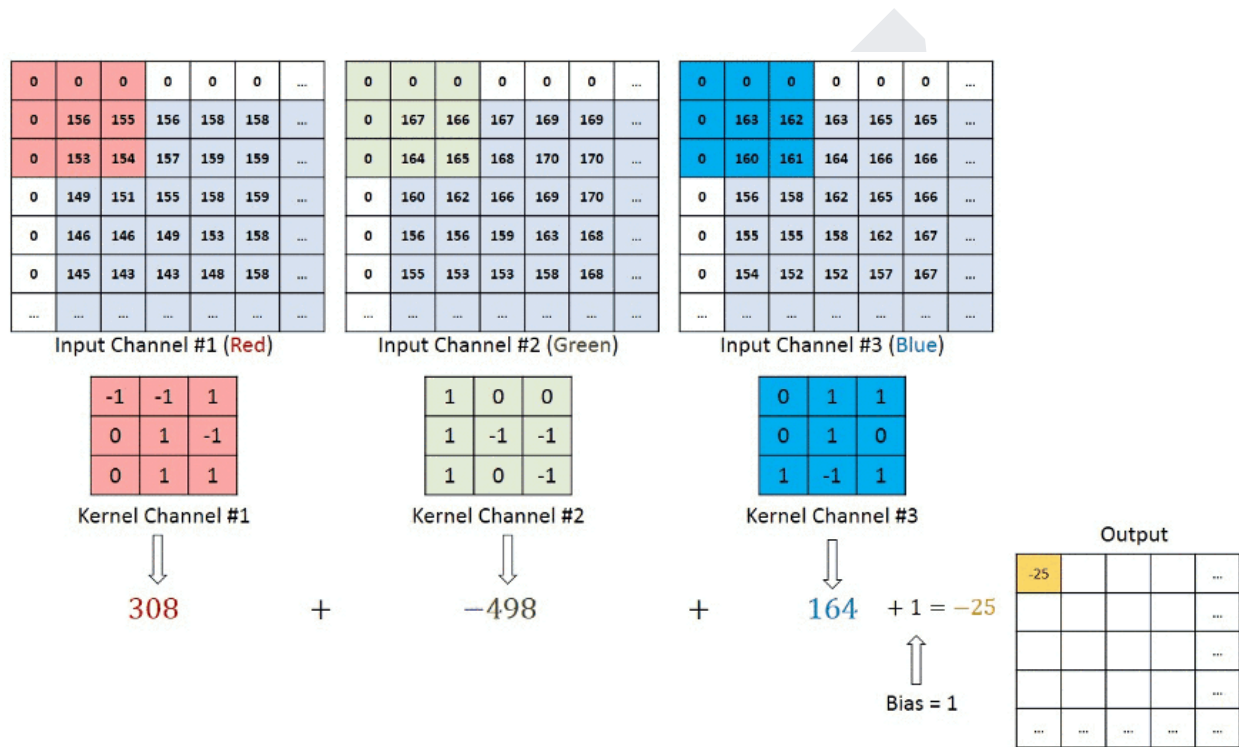 0 0 0 0 0 0 ... 0 0 0 0 0 0 ... 0 0 0 0 0 0 ...
0 156 155 156 158 158 ... 0 167 166 167 169 169 ... 0 163 162 163 165 165 ...
0 153 154 157 159 159 ... 0 164 165 168 170 170 ... 0 160 161 164 166 166 ...
0 149 151 155 158 159 ... 0 160 162 166 169 170 ... 0 156 158 162 165 166 ...
0 146 146 149 153 158 ... 0 156 156 159 163 168 ... 0 155 155 158 162 167 ...
0 145 143 143 148 158 ... 0 155 153 153 158 168 ... 0 154 152 152 157 167 ...
... ... ... ... ... ... ... ... ... ... ... ... ... ... ... ... ... ... ... ... ...
Input Channel #1 (Red) Input Channel #2 (Green) Input Channel #3 (Blue)
-1 -1 1 1 0 0 0 1 1
0 1 -1 1 -1 -1 0 1 0
0 1 1 1 0 -1 1 -1 1
Kernel Channel #1 Kernel Channel #2 Kernel Channel #3
308 + −498 + 164 + 1 = −25
Bias = 1
Output
-25 ...
...
...
...
... ... ... ... ...